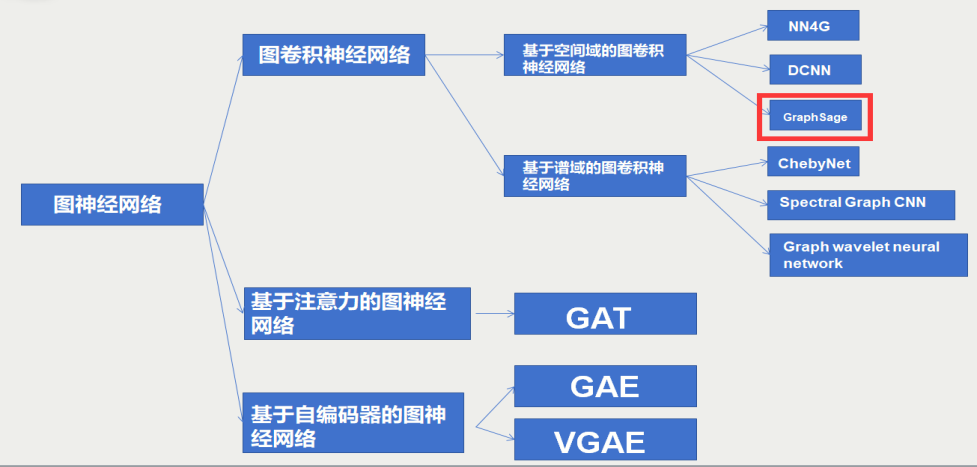 图神经网络
图卷积神经网络
基于空间域的图卷积
神经网络
NN4G
DCNN
GraphSage
基于谱域的图卷积神
经网络
ChebyNet
Spectral Graph CNN
Graph wavelet neural
network
基于注意力的图神经
网络
GAT
基于自编码器的图神
经网络
GAE
VGAE